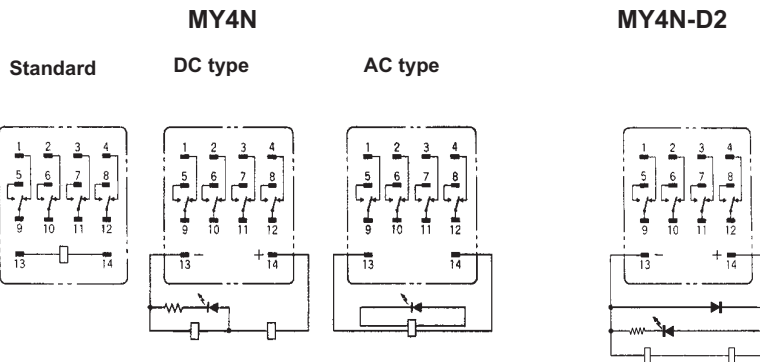 MY4N MY4N-D2
Standard DC type AC type
1 2 3 4 1 2 3 4 1 2 3 4 1 2 3 4
5 6 7 8 5 6 7 8 5 6 7 8 5 6 7 8
9 10 11 12 9 10 11 12 9 10 11 12 9 10 11 12
13 14 13 − + 14 13 14 13 − + 14